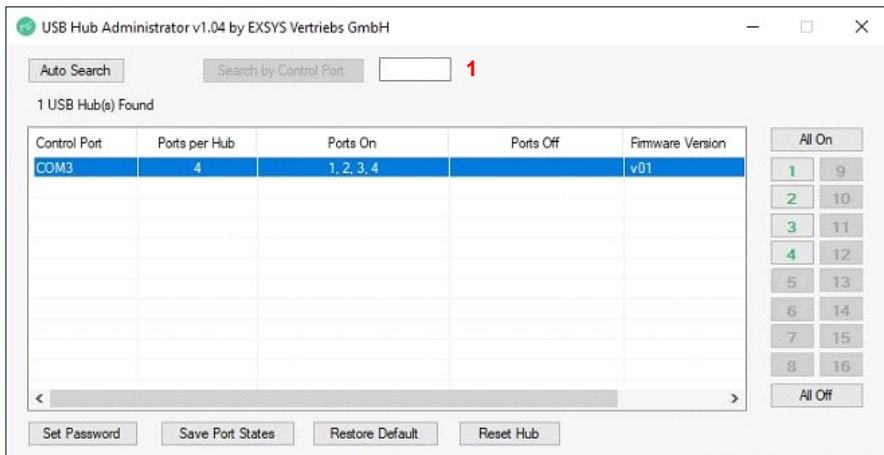 USB Hub Administrator v1.04 by EXSYS Vertriebs GmbH
Auto Search Search by Control Port: 1
1 USB Hub(s) Found
Control Port Ports per Hub Ports On Ports Off Firmware Version All On
COM3 4 1, 2, 3, 4 v01
1 9
2 10
3 11
4 12
5 13
6 14
7 15
8 16
All Off
Set Password Save Port States Restore Default Reset Hub